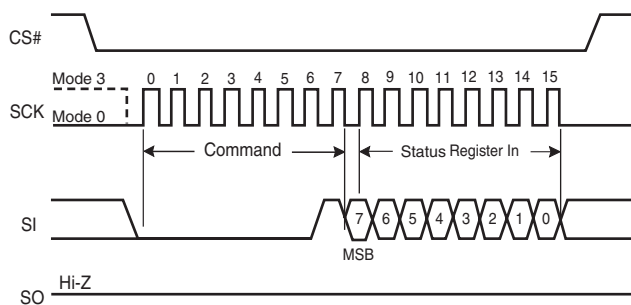 CS#
Mode 3
0 1 2 3 4 5 6 7 8 9 10 11 12 13 14 15
SCK
Mode 0
Command
Status Register In
SI
7 6 5 4 3 2 1 0
MSB
Hi-Z
SO